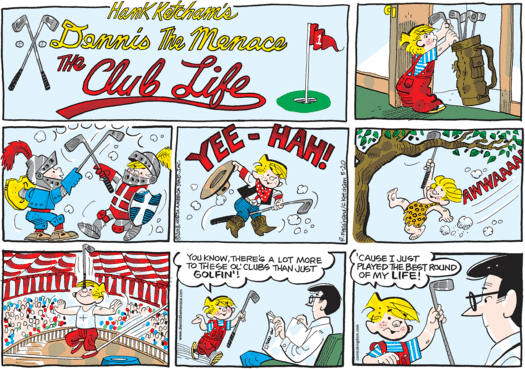 Hank Ketcham's
Dennis The Menace
THE
Club Life
1
YEE-HAH!
AWWAAAA
YOU KNOW, THERE'S A LOT MORE
TO THESE OL' CLUBS THAN JUST
GOLFIN'!
'CAUSE I JUST
PLAYED THE BEST ROUND
OF MY LIFE!